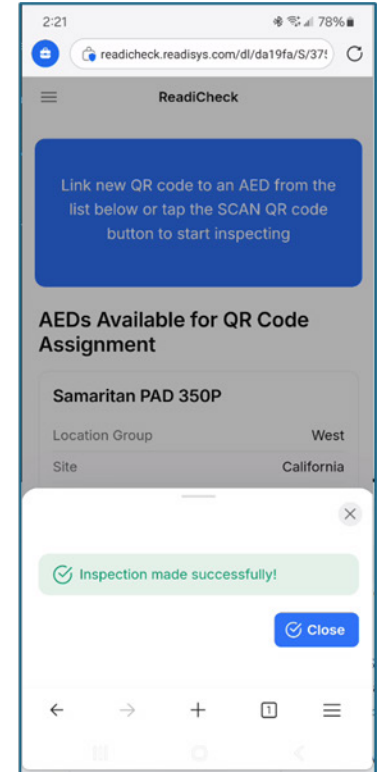 2:21 78%
readicheck.readisys.com/dl/da19fa/S/375
ReadiCheck
Link new QR code to an AED from the
list below or tap the SCAN QR code
button to start inspecting
AEDs Available for QR Code
Assignment
Samaritan PAD 350P
Location Group West
Site California
Inspection made successfully!
Close
1